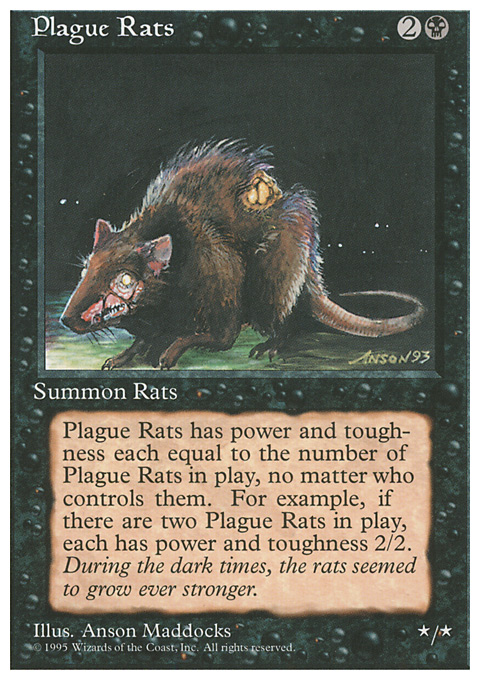 Plague Rats 2
ANSON 93
Summon Rats
Plague Rats has power and tough-
ness each equal to the number of
Plague Rats in play, no matter who
controls them. For example, if
there are two Plague Rats in play,
each has power and toughness 2/2.
During the dark times, the rats seemed
to grow ever stronger.
Illus. Anson Maddocks
© 1995 Wizards of the Coast, Inc. All rights reserved.
*/*